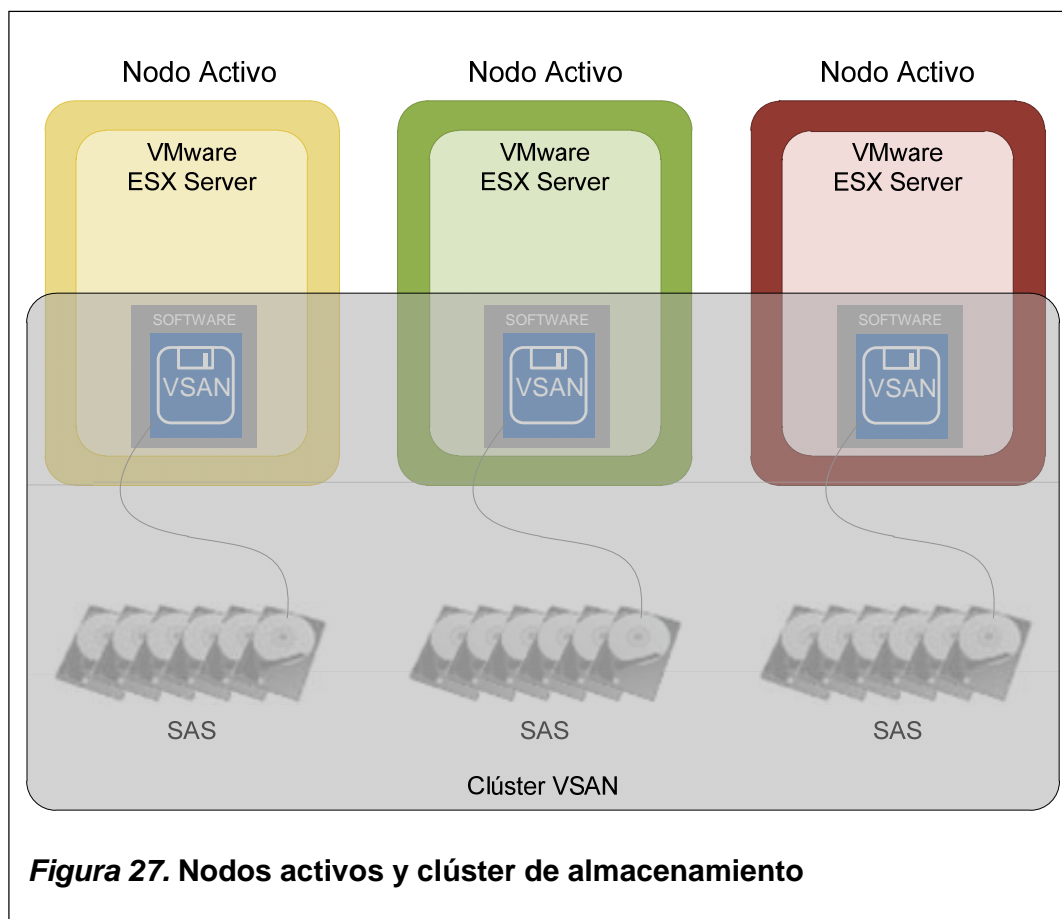 Nodo Activo
Nodo Activo
Nodo Activo
VMware
ESX Server
VMware
ESX Server
VMware
ESX Server
SOFTWARE
VSAN
SOFTWARE
VSAN
SOFTWARE
VSAN
SAS
SAS
SAS
Clúster VSAN
Figura 27. Nodos activos y clúster de almacenamiento